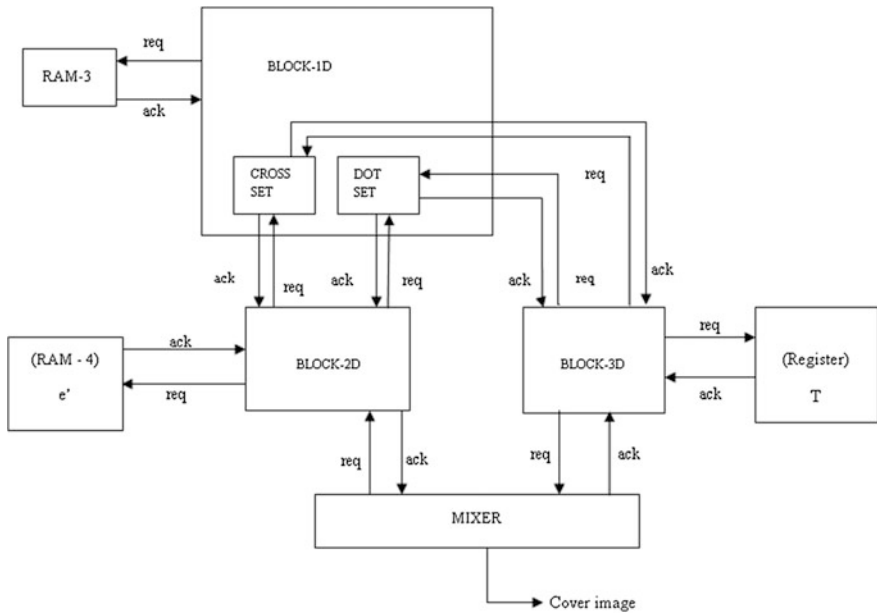 req
RAM-3
ack
BLOCK-1D
CROSS
SET
DOT
SET
req
ack
req
ack
req
ack
req
ack
(RAM - 4)
e'
ack
req
BLOCK-2D
BLOCK-3D
req
ack
(Register)
T
req
ack
req
ack
MIXER
Cover image